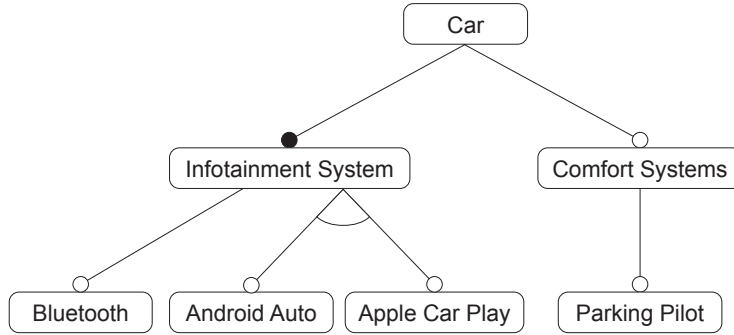 Car
Infotainment System
Comfort Systems
Bluetooth
Android Auto
Apple Car Play
Parking Pilot